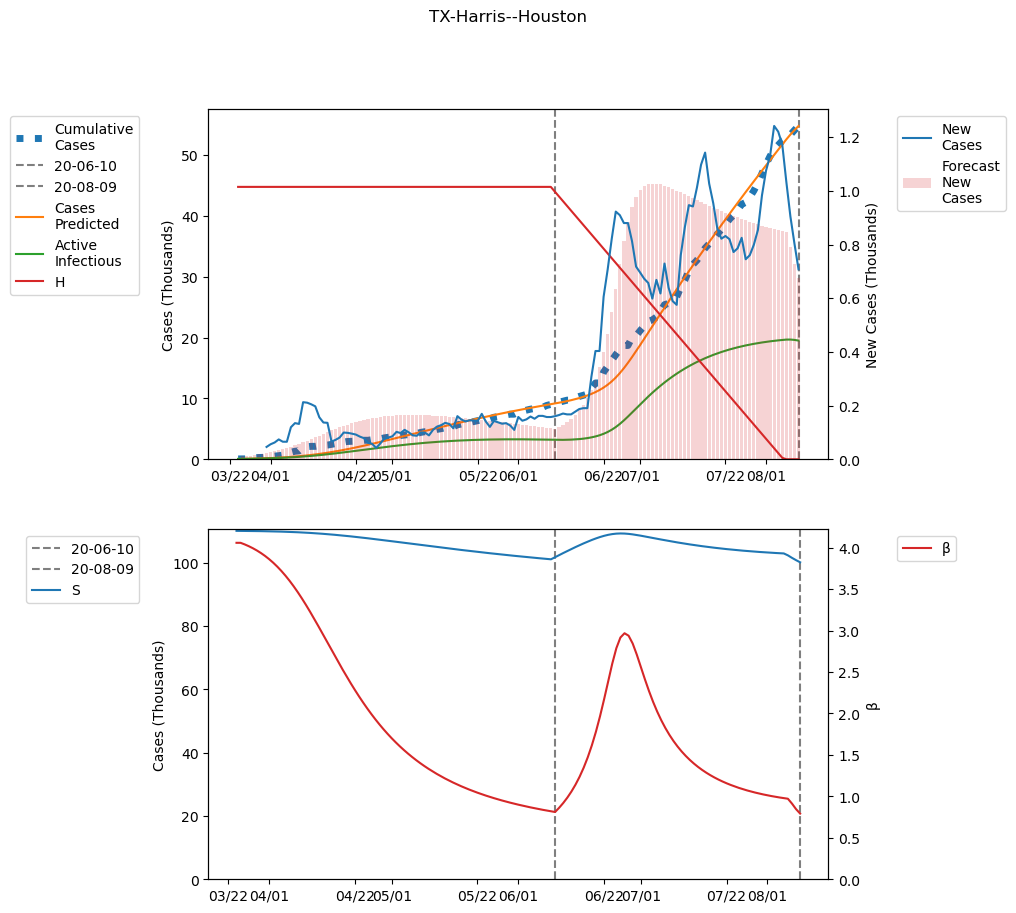 TX-Harris--Houston
Cumulative
Cases
20-06-10
20-08-09
Cases
Predicted
Active
Infectious
H
Cases (Thousands)
50
40
30
20
10
0
1.2
1.0
0.8
0.6
0.4
0.2
0.0
New Cases (Thousands)
New
Cases
Forecast
New
Cases
03/22 04/01 04/22 05/01 05/22 06/01 06/22 07/01 07/22 08/01
20-06-10
20-08-09
S
Cases (Thousands)
100
80
60
40
20
0
4.0
3.5
3.0
2.5
2.0
1.5
1.0
0.5
0.0
β
β
03/22 04/01 04/22 05/01 05/22 06/01 06/22 07/01 07/22 08/01